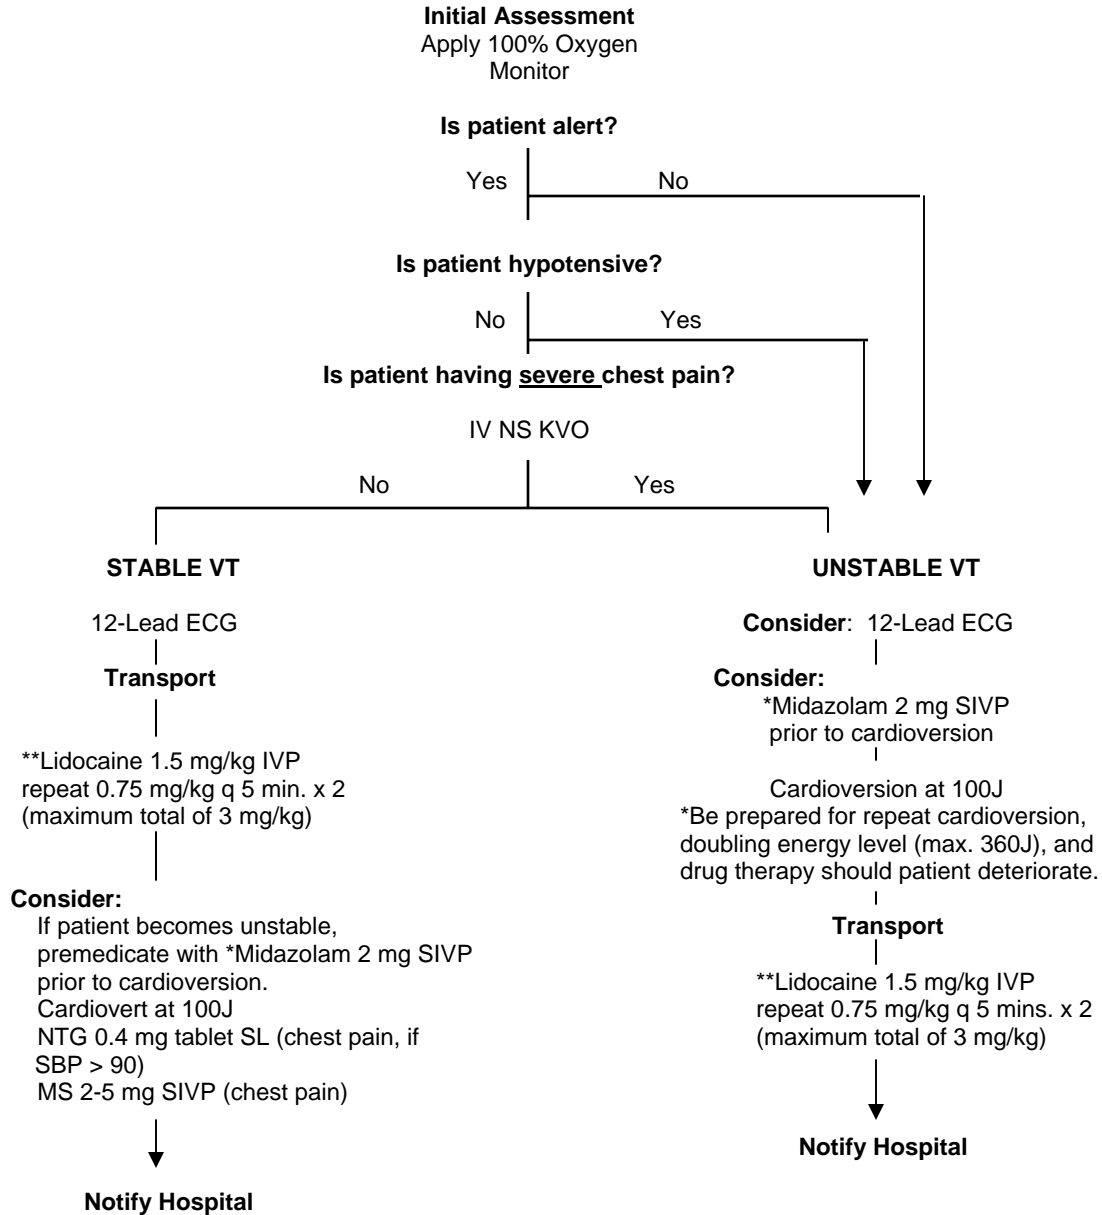 Initial Assessment
Apply 100% Oxygen
Monitor
Is patient alert?
Yes No
Is patient hypotensive?
No Yes
Is patient having severe chest pain?
IV NS KVO
No Yes
STABLE VT
12-Lead ECG
Transport
**Lidocaine 1.5 mg/kg IVP
repeat 0.75 mg/kg q 5 min. x 2
(maximum total of 3 mg/kg)
Consider:
If patient becomes unstable,
premedicate with *Midazolam 2 mg SIVP
prior to cardioversion.
Cardiovert at 100J
NTG 0.4 mg tablet SL (chest pain, if
SBP > 90)
MS 2-5 mg SIVP (chest pain)
Notify Hospital
UNSTABLE VT
Consider: 12-Lead ECG
Consider:
*Midazolam 2 mg SIVP
prior to cardioversion
Cardioversion at 100J
*Be prepared for repeat cardioversion,
doubling energy level (max. 360J), and
drug therapy should patient deteriorate.
Transport
**Lidocaine 1.5 mg/kg IVP
repeat 0.75 mg/kg q 5 mins. x 2
(maximum total of 3 mg/kg)
Notify Hospital